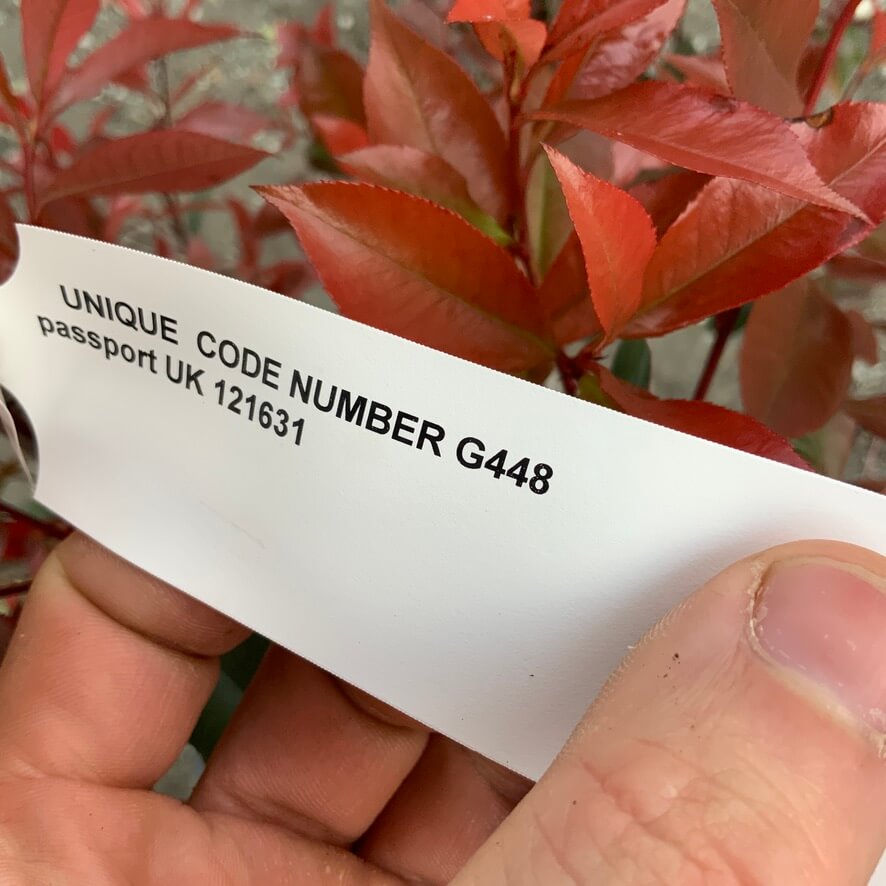 UNIQUE CODE NUMBER G448
passport UK 121631